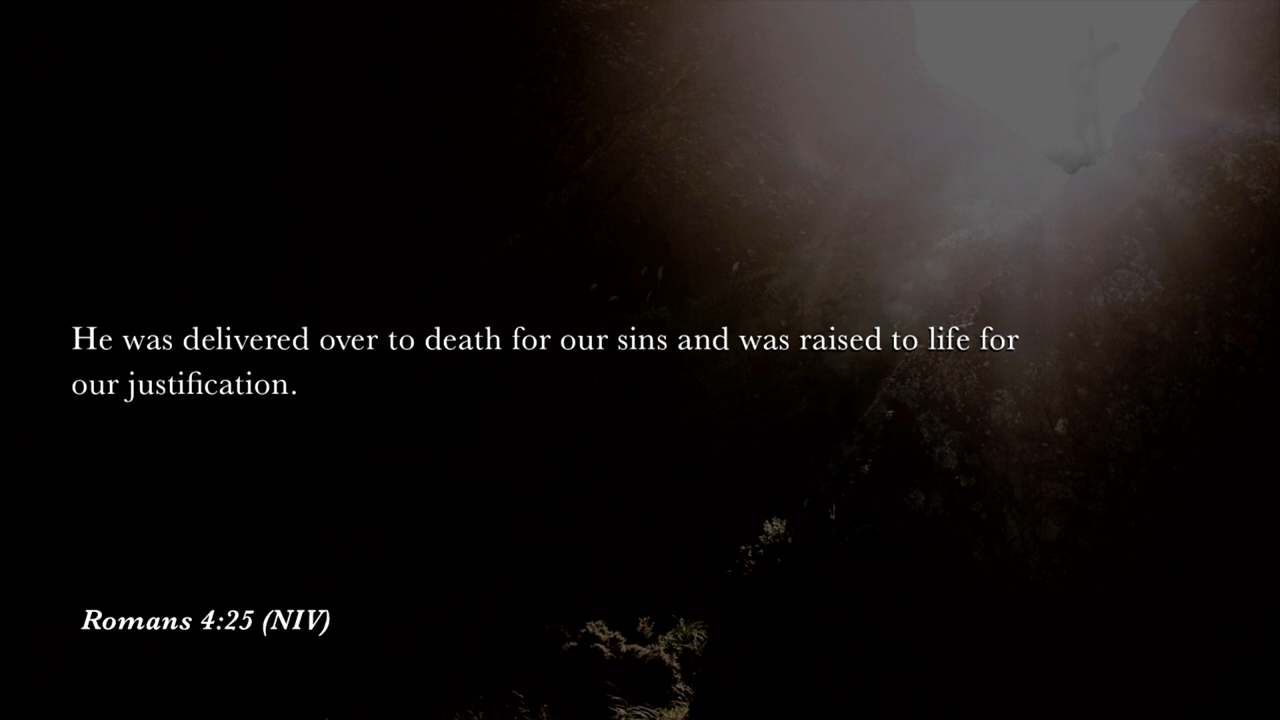 He was delivered over to death for our sins and was raised to life for
our justification.
Romans 4:25 (NIV)